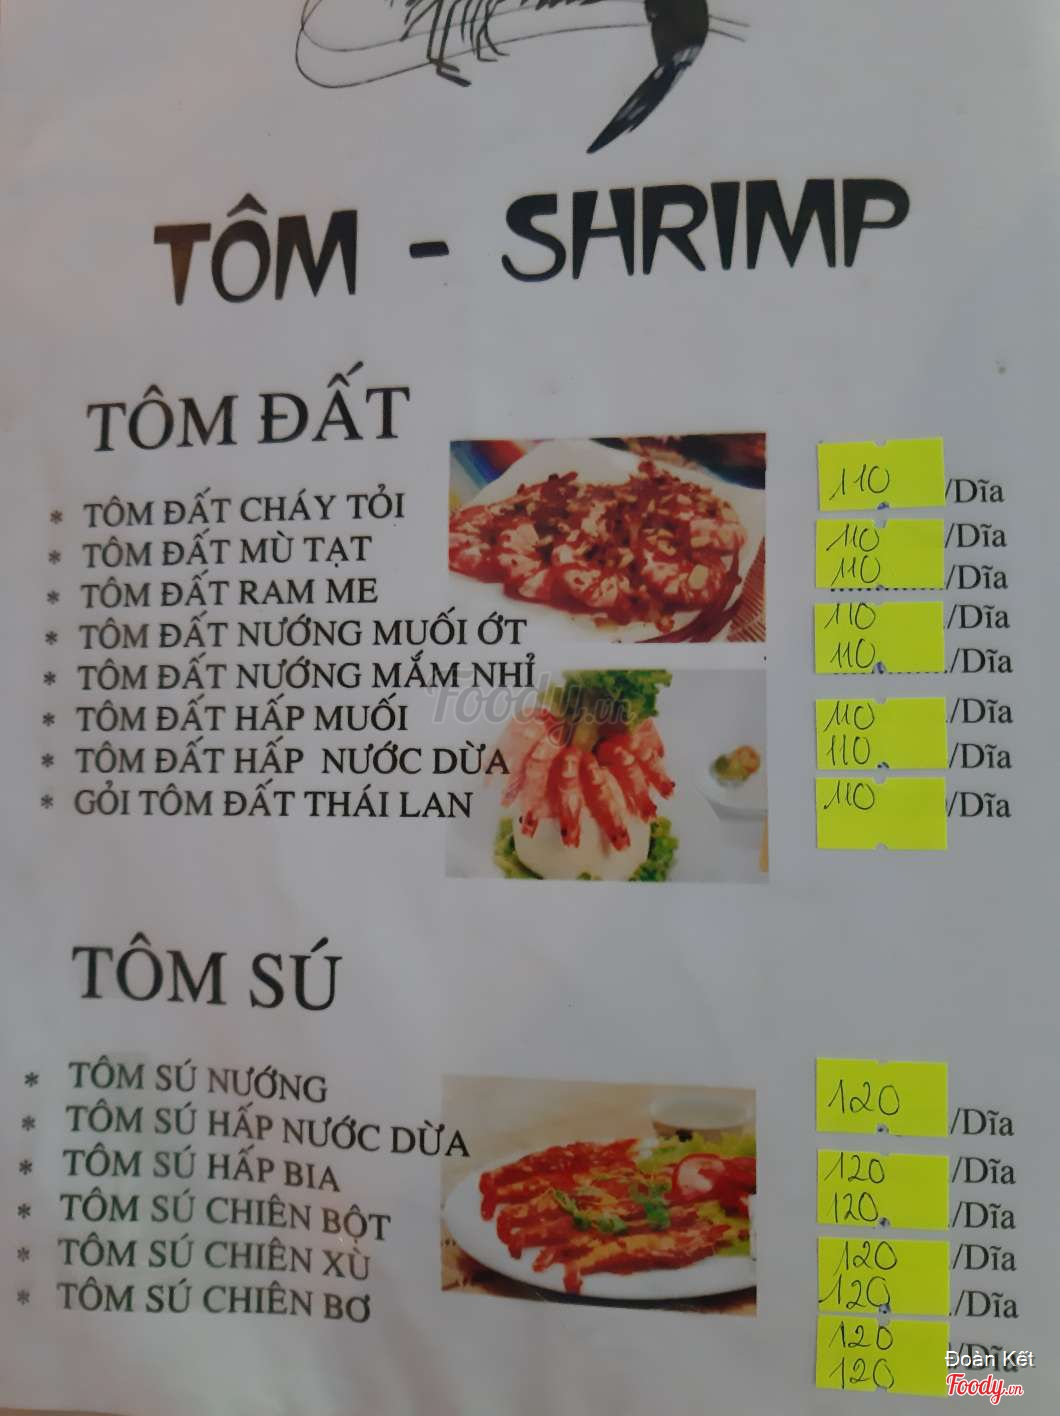 TÔM - SHRIMP
TÔM ĐẤT
* TÔM ĐẤT CHÁY TỎI 110 /Dĩa
* TÔM ĐẤT MÙ TẠT 110 /Dĩa
* TÔM ĐẤT RAM ME 110 /Dĩa
* TÔM ĐẤT NƯỚNG MUỐI ỚT 110 /Dĩa
* TÔM ĐẤT NƯỚNG MẮM NHỈ 110 /Dĩa
* TÔM ĐẤT HẤP MUỐI 110 /Dĩa
* TÔM ĐẤT HẤP NƯỚC DỪA 110 /Dĩa
* GỎI TÔM ĐẤT THÁI LAN 110 /Dĩa
Foody.vn
TÔM SÚ
* TÔM SÚ NƯỚNG 120 /Dĩa
* TÔM SÚ HẤP NƯỚC DỪA 120 /Dĩa
* TÔM SÚ HẤP BIA 120 /Dĩa
* TÔM SÚ CHIÊN BỘT 120 /Dĩa
* TÔM SÚ CHIÊN XÙ 120 /Dĩa
* TÔM SÚ CHIÊN BƠ 120 /Dĩa
120
Đoàn Kết
Foody.vn